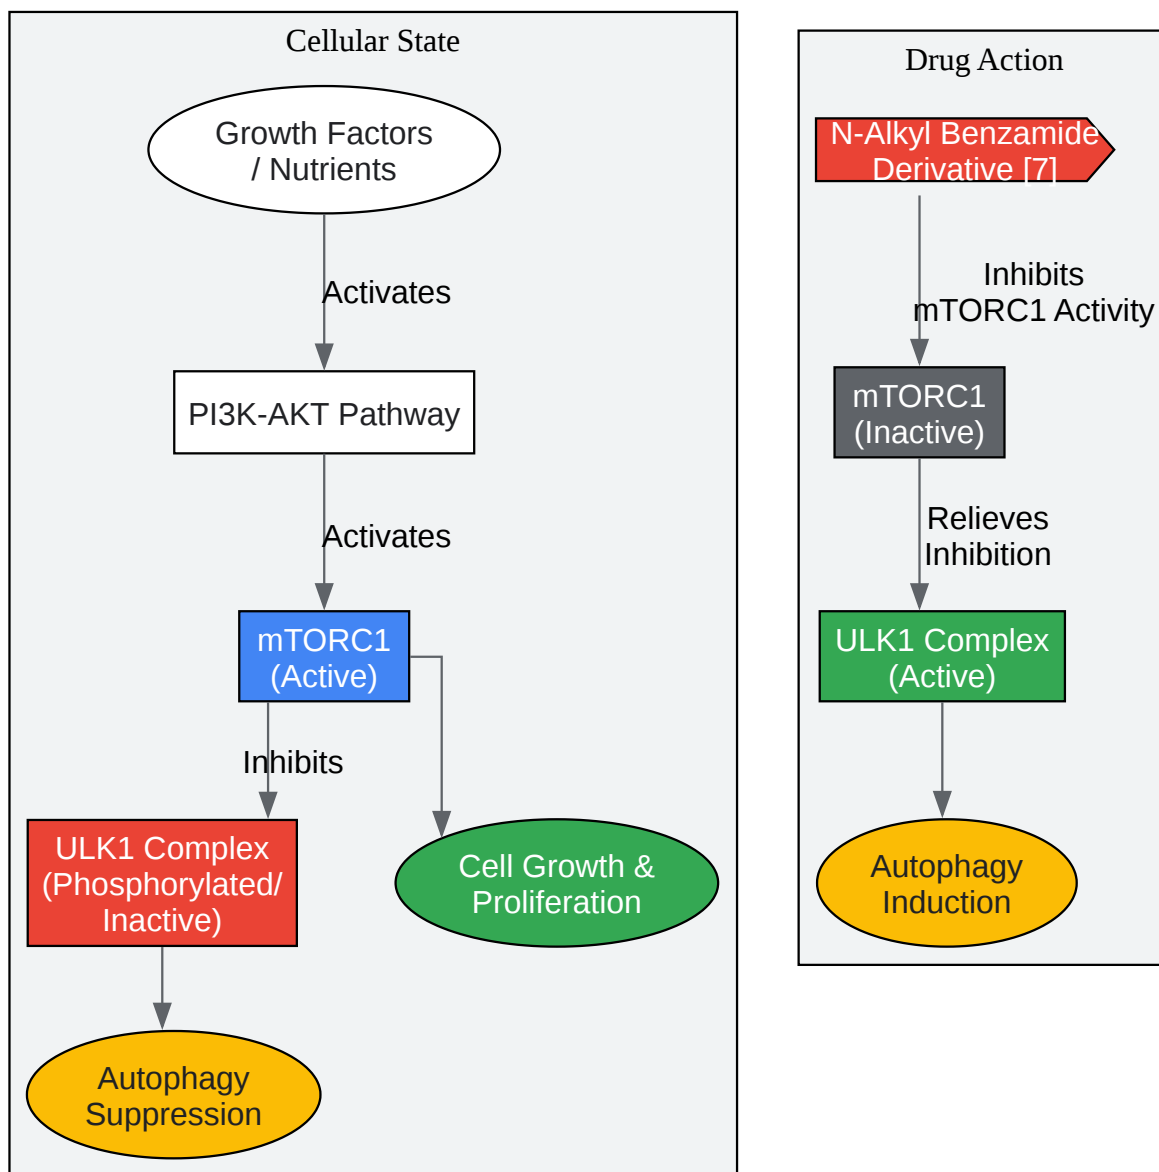 Cellular State
Growth Factors
/ Nutrients
Activates
PI3K-AKT Pathway
Activates
mTORC1
(Active)
Inhibits
ULK1 Complex
(Phosphorylated/
Inactive)
Cell Growth &
Proliferation
Autophagy
Suppression
Drug Action
N-Alkyl Benzamide
Derivative [7]
Inhibits
mTORC1 Activity
mTORC1
(Inactive)
Relieves
Inhibition
ULK1 Complex
(Active)
Autophagy
Induction